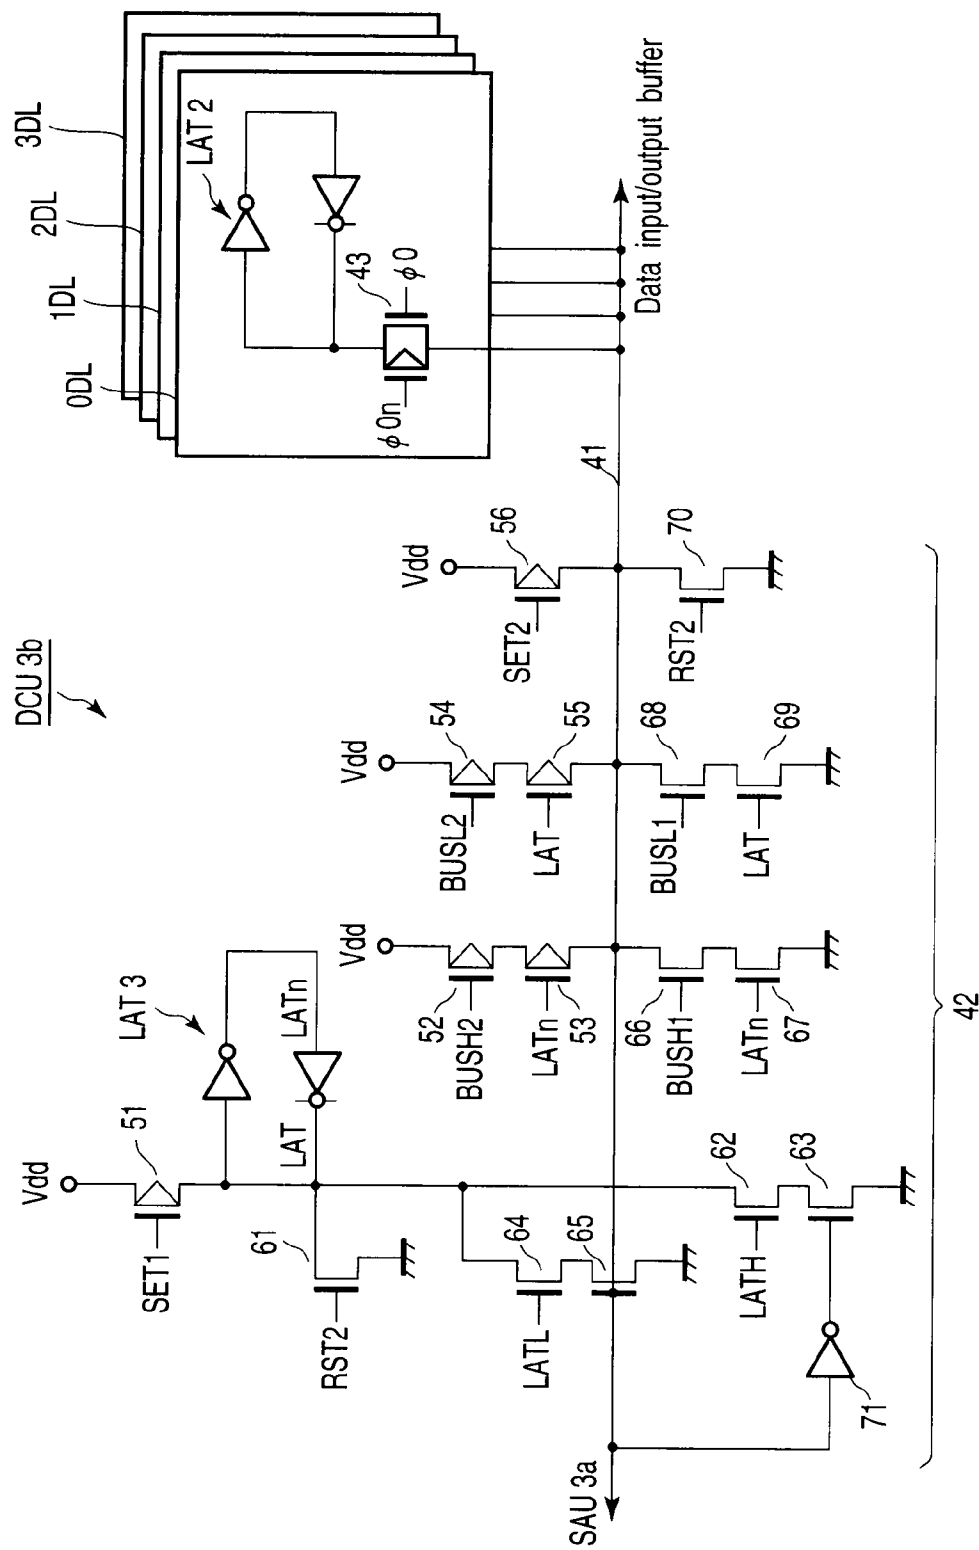 DCU 3b
3DL
2DL
1DL
0DL
LAT 2
43
φ0
φ0n
Data input/output buffer
41
Vdd
56
SET2
70
RST2
Vdd
54
BUSL2
55
LAT
68
BUSL1
69
LAT
Vdd
52
BUSH2
LATn
53
66
BUSH1
LATn
67
LAT 3
LATn
LAT
Vdd
51
SET1
61
RST2
64
LATL
65
62
LATH
63
71
SAU 3a
42